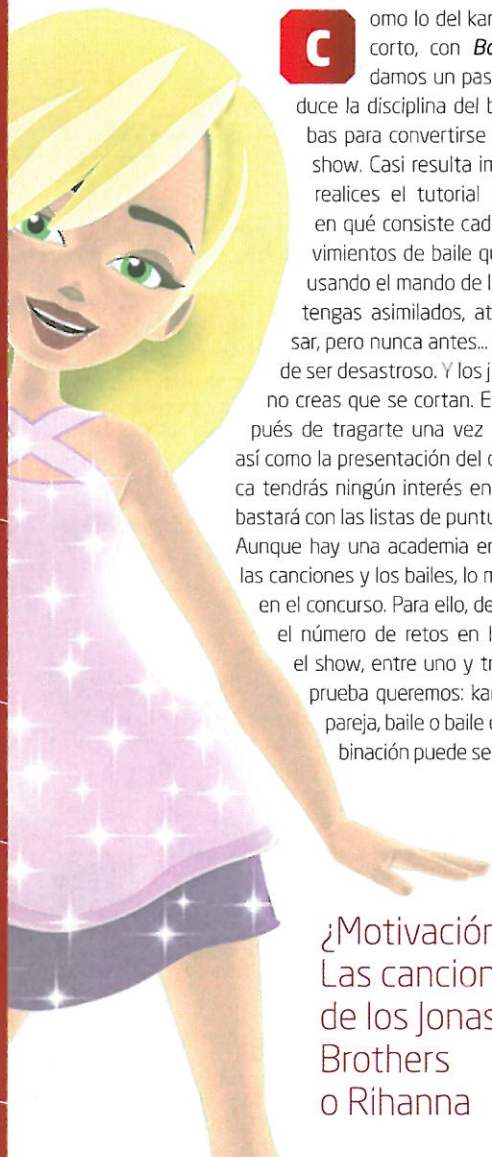 Como lo del kar
corto, con Bo
damos un pas
duce la disciplina del b
bas para convertirse
show. Casi resulta im
realices el tutorial
en qué consiste cad
vimientos de baile qu
usando el mando de l
tengas asimilados, at
sar, pero nunca antes...
de ser desastroso. Y los j
no creas que se cortan. E
pués de tragarte una vez
así como la presentación del c
ca tendrás ningún interés en
bastará con las listas de puntu
Aunque hay una academia en
las canciones y los bailes, lo m
en el concurso. Para ello, de
el número de retos en b
el show, entre uno y tr
prueba queremos: kar
pareja, baile o baile e
binación puede se
¿Motivación
Las cancion
de los Jonas
Brothers
o Rihanna